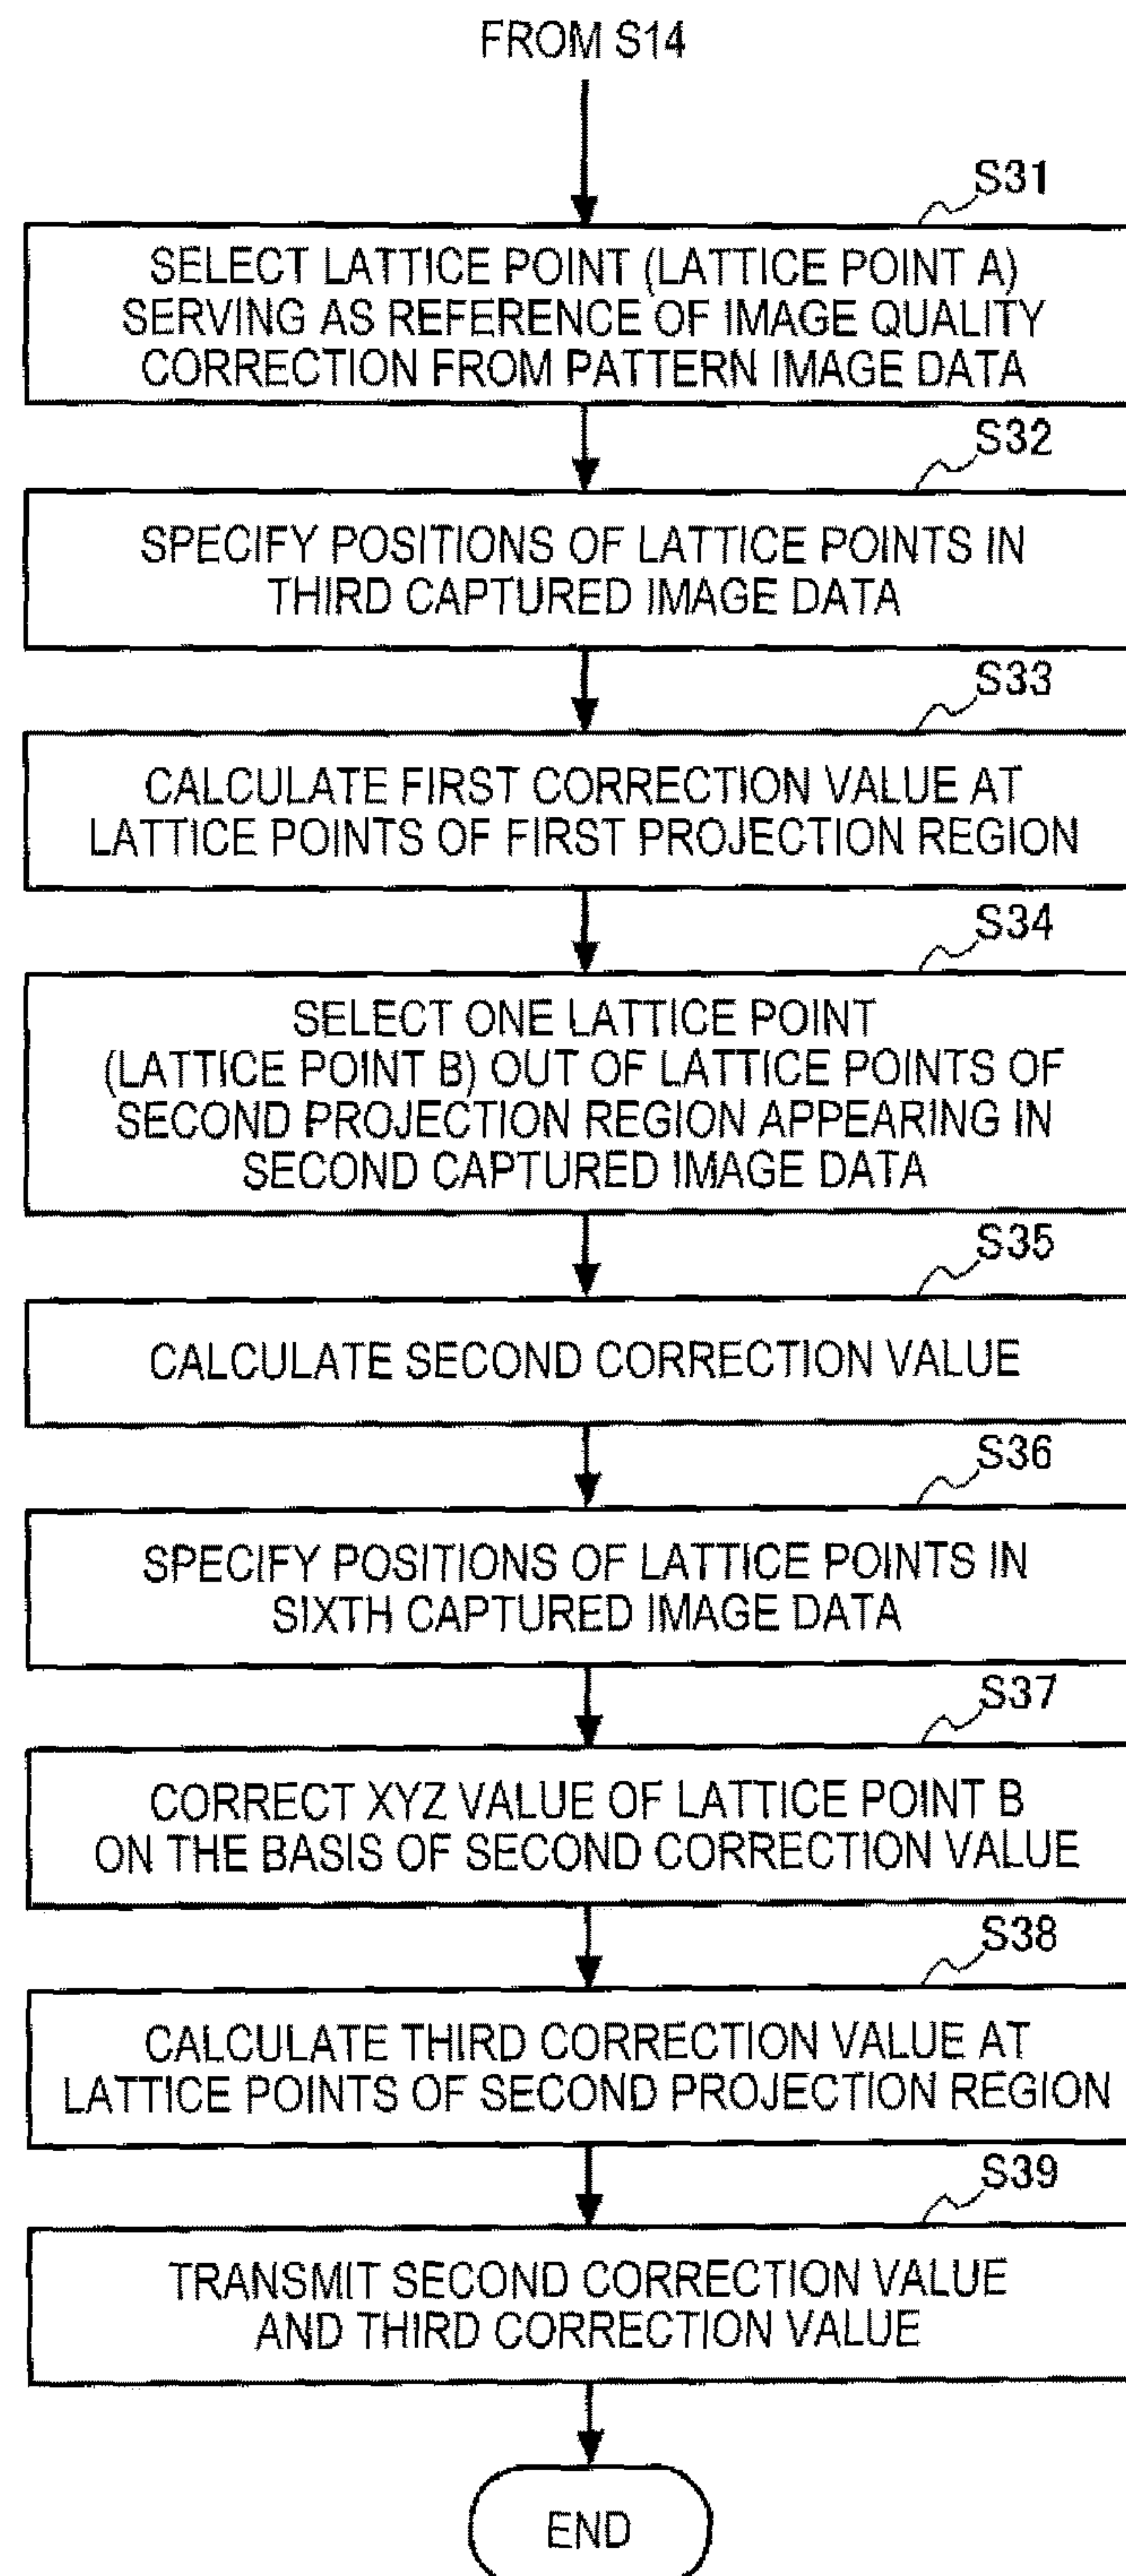 FROM S14
S31
SELECT LATTICE POINT (LATTICE POINT A)
SERVING AS REFERENCE OF IMAGE QUALITY
CORRECTION FROM PATTERN IMAGE DATA
S32
SPECIFY POSITIONS OF LATTICE POINTS IN
THIRD CAPTURED IMAGE DATA
S33
CALCULATE FIRST CORRECTION VALUE AT
LATTICE POINTS OF FIRST PROJECTION REGION
S34
SELECT ONE LATTICE POINT
(LATTICE POINT B) OUT OF LATTICE POINTS OF
SECOND PROJECTION REGION APPEARING IN
SECOND CAPTURED IMAGE DATA
S35
CALCULATE SECOND CORRECTION VALUE
S36
SPECIFY POSITIONS OF LATTICE POINTS IN
SIXTH CAPTURED IMAGE DATA
S37
CORRECT XYZ VALUE OF LATTICE POINT B
ON THE BASIS OF SECOND CORRECTION VALUE
S38
CALCULATE THIRD CORRECTION VALUE AT
LATTICE POINTS OF SECOND PROJECTION REGION
S39
TRANSMIT SECOND CORRECTION VALUE
AND THIRD CORRECTION VALUE
END